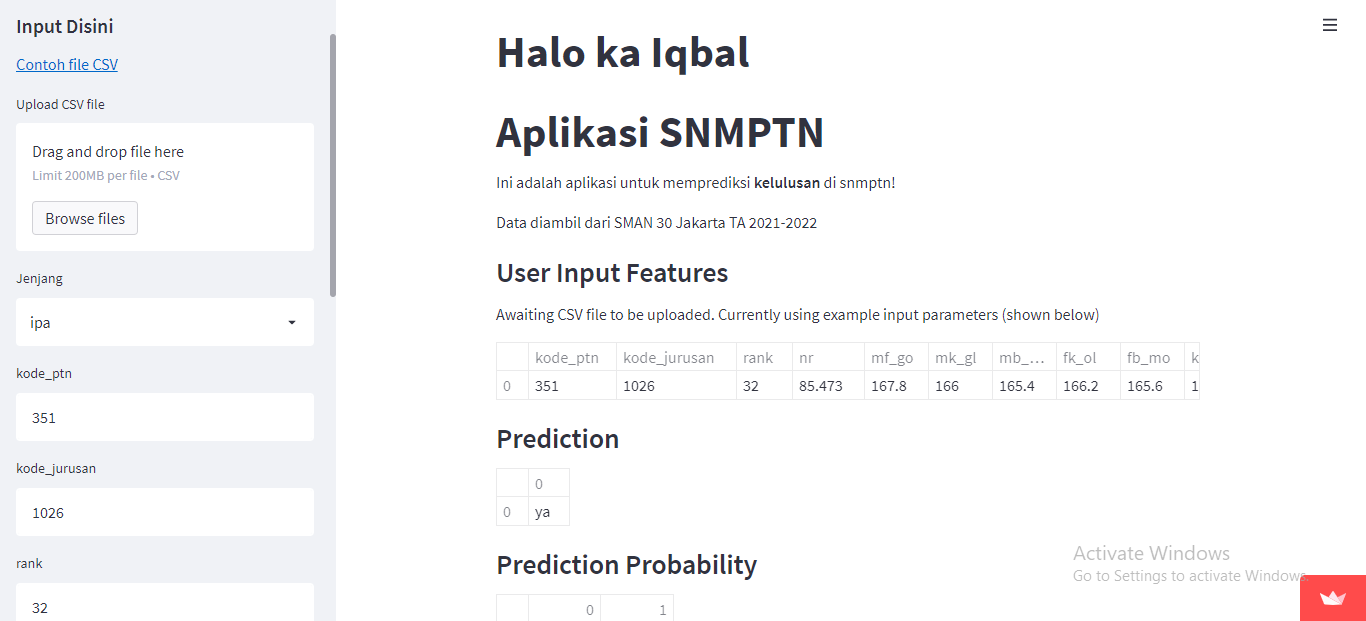 Input Disini
Contoh file CSV
Upload CSV file
Drag and drop file here
Limit 200MB per file • CSV
Browse files
Jenjang
ipa
kode_ptn
351
kode_jurusan
1026
rank
32
Halo ka Iqbal
Aplikasi SNMPTN
Ini adalah aplikasi untuk memprediksi kelulusan di snmptn!
Data diambil dari SMAN 30 Jakarta TA 2021-2022
User Input Features
Awaiting CSV file to be uploaded. Currently using example input parameters (shown below)
kode_ptn kode_jurusan rank nr mf_go mk_gl mb_... fk_ol fb_mo k
0 351 1026 32 85.473 167.8 166 165.4 166.2 165.6 1
Prediction
0
0 ya
Prediction Probability
0 1
Activate Windows
Go to Settings to activate Windows.